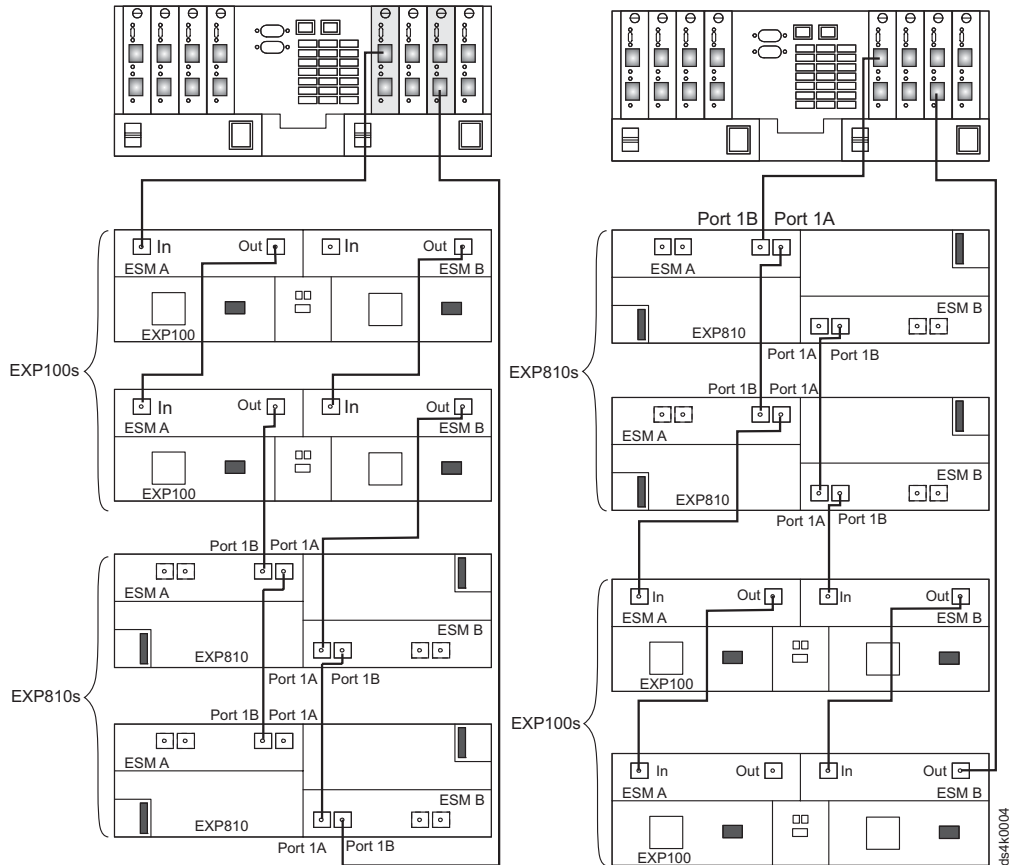 In
Out
In
Out
ESM A
ESM B
EXP100
EXP100s
In
Out
In
Out
ESM A
ESM B
EXP100
Port 1B
Port 1A
ESM A
ESM B
EXP810
Port 1A
Port 1B
EXP810s
Port 1B
Port 1A
ESM A
ESM B
EXP810
Port 1A
Port 1B
Port 1B
Port 1A
ESM A
ESM B
EXP810
Port 1A
Port 1B
EXP810s
Port 1B
Port 1A
ESM A
ESM B
EXP810
Port 1A
Port 1B
In
Out
In
Out
ESM A
ESM B
EXP100
EXP100s
In
Out
In
Out
ESM A
ESM B
EXP100
ds4k0004